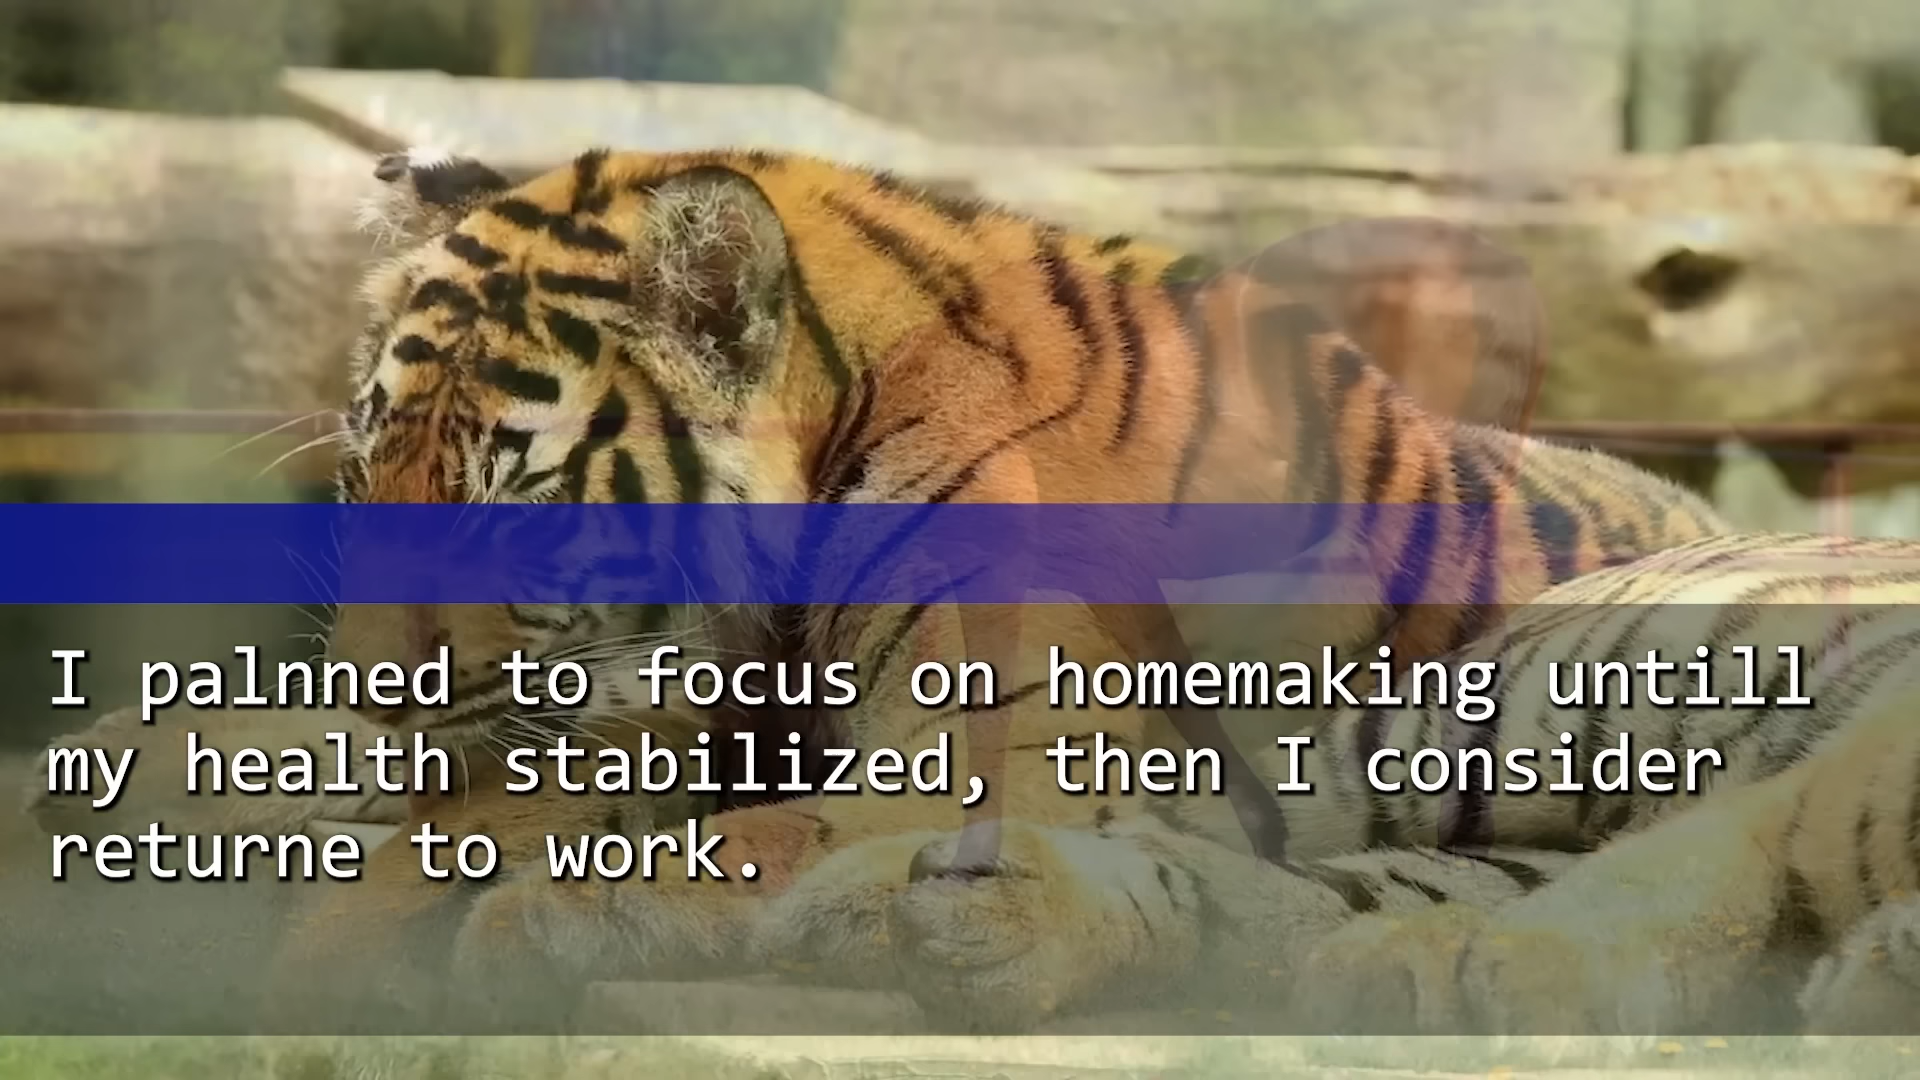 I palnned to focus on homemaking untill
my health stabilized, then I consider
returne to work.